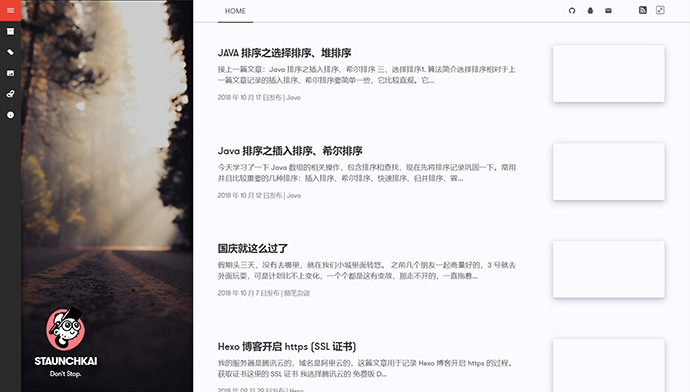 HOME
JAVA 排序之选择排序、堆排序
接上一篇文章：Java 排序之插入排序、希尔排序 三、选择排序1. 算法简介选择排序相对于上
一篇文章记录的插入排序、希尔排序要简单一些，它比较直观。它...
2018 年 10 月 17 日发布 | Java
Java 排序之插入排序、希尔排序
今天学习了一下 Java 数组的相关操作，包含排序和查找，现在先将排序记录巩固一下。常用
并且比较重要的几种排序：插入排序、希尔排序、快速排序、归并排序、冒...
2018 年 10 月 12 日发布 | Java
国庆就这么过了
假期头三天，没有去哪里，就在我们小城里面转悠。 之前几个朋友一起商量好的，3 号就去
外面玩耍，可是计划比不上变化，一个个都是这有变故，那走不开的，一直拖着...
2018 年 10 月 7 日发布 | 随笔杂谈
Hexo 博客开启 https (SSL 证书)
我的服务器是腾讯云的，域名是阿里云的，这篇文章用于记录 Hexo 博客开启 https 的过程。
获取证书这里的 SSL 证书 我选择腾讯云的 免费版 D...
2018 年 09 月 29 日发布 | Hexo
STAUNCHKAI
Don't Stop.